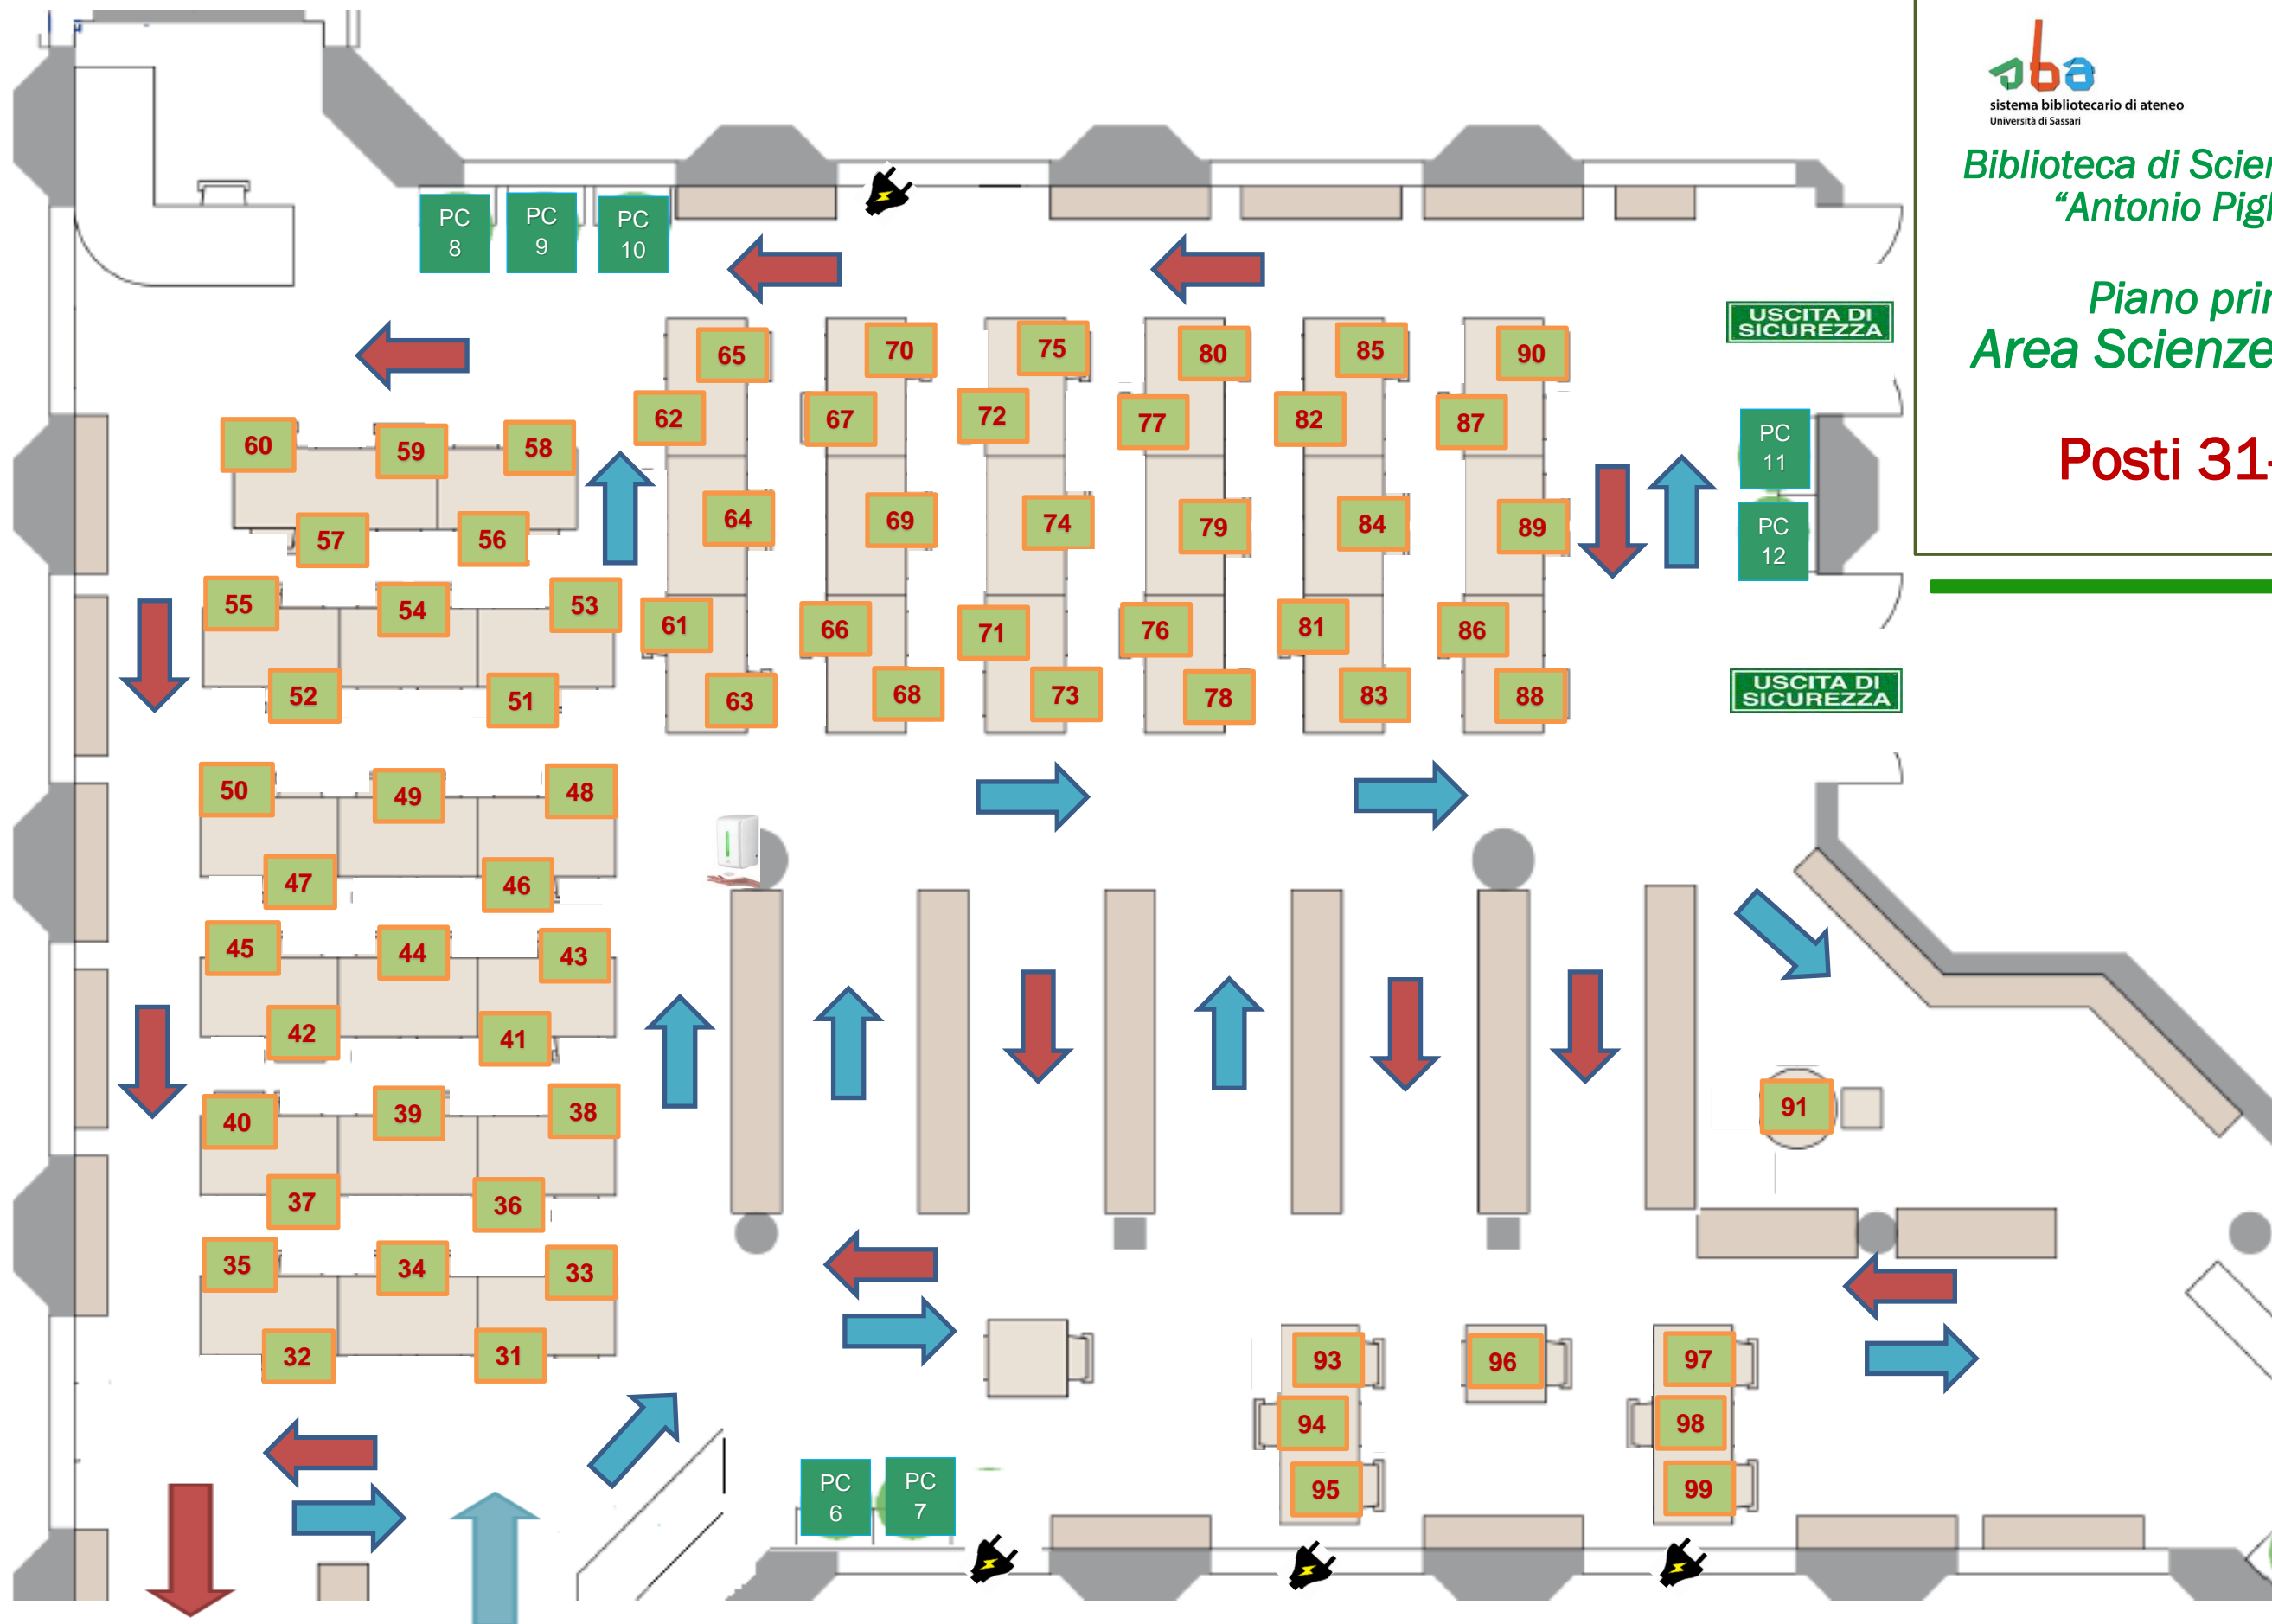 aba
sistema bibliotecario di ateneo
Università di Sassari
Biblioteca di
“Antonio
Piano
Area Scienze
Posti 31-
PC
8
PC
9
PC
10
USCITA DI
SICUREZZA
65 70 75 80 85 90
62 67 72 77 82 87
60 59 58
64 69 74 79 84 89
57 56
PC
11
PC
12
55 54 53
61 66 71 76 81 86
52 51
63 68 73 78 83 88
USCITA DI
SICUREZZA
50 49 48
47 46
45 44 43
42 41
40 39 38
91
37 36
35 34 33
32 31
93 96 97
94 98
95 99
PC
6
PC
7